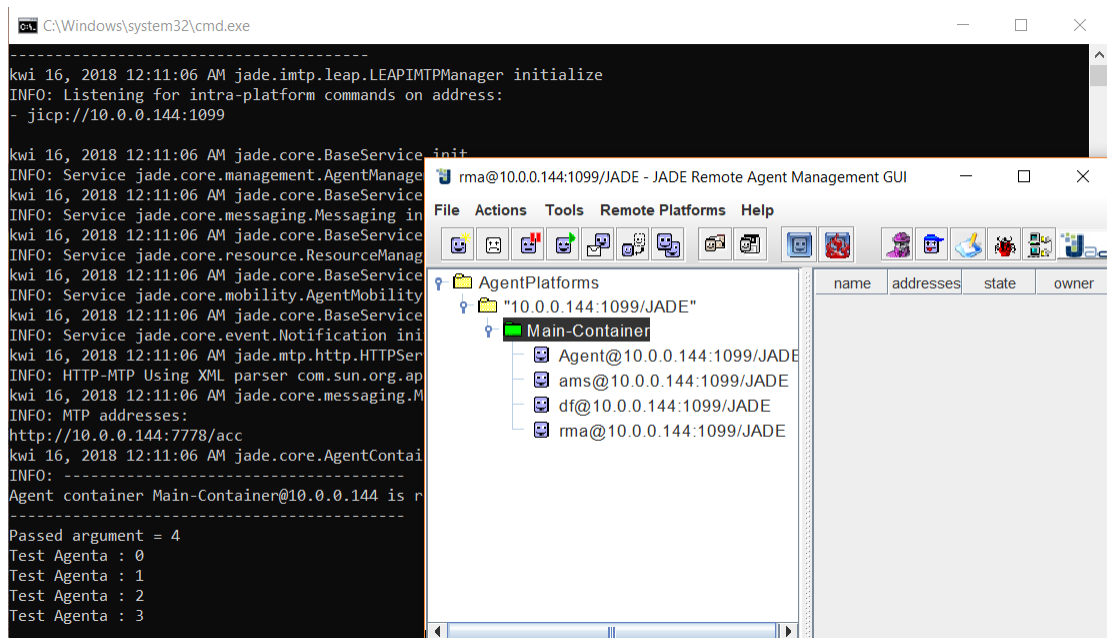 C:\Windows\system32\cmd.exe
----------------------------------------
kwi 16, 2018 12:11:06 AM jade.imtp.leap.LEAPIMTPManager initialize
INFO: Listening for intra-platform commands on address:
- jicp://10.0.0.144:1099
kwi 16, 2018 12:11:06 AM jade.core.BaseService init
INFO: Service jade.core.management.AgentManage
kwi 16, 2018 12:11:06 AM jade.core.BaseService
INFO: Service jade.core.messaging.Messaging in
kwi 16, 2018 12:11:06 AM jade.core.BaseService
INFO: Service jade.core.resource.ResourceManag
kwi 16, 2018 12:11:06 AM jade.core.BaseService
INFO: Service jade.core.mobility.AgentMobility
kwi 16, 2018 12:11:06 AM jade.core.BaseService
INFO: Service jade.core.event.Notification ini
kwi 16, 2018 12:11:06 AM jade.mtp.http.HTTPSer
INFO: HTTP-MTP Using XML parser com.sun.org.ap
kwi 16, 2018 12:11:06 AM jade.core.messaging.M
INFO: MTP addresses:
http://10.0.0.144:7778/acc
kwi 16, 2018 12:11:06 AM jade.core.AgentContai
INFO: --------------------------------------
Agent container Main-Container@10.0.0.144 is r
--------------------------------------------
Passed argument = 4
Test Agenta : 0
Test Agenta : 1
Test Agenta : 2
Test Agenta : 3
rma@10.0.0.144:1099/JADE - JADE Remote Agent Management GUI
File Actions Tools Remote Platforms Help
AgentPlatforms
"10.0.0.144:1099/JADE"
Main-Container
Agent@10.0.0.144:1099/JADE
ams@10.0.0.144:1099/JADE
df@10.0.0.144:1099/JADE
rma@10.0.0.144:1099/JADE
name addresses state owner